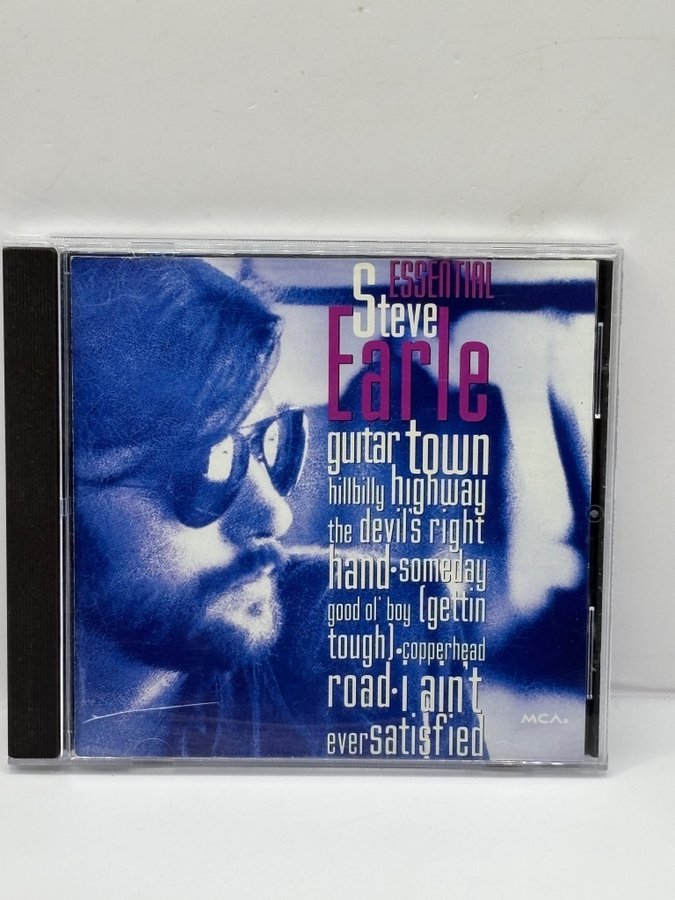 ESSENTIAL
Steve
Earle
guitar town
hillbilly highway
the devil's right
hand·someday
good ol' boy (gettin
tough)·copperhead
road·i ain't
ever satisfied
MCA®